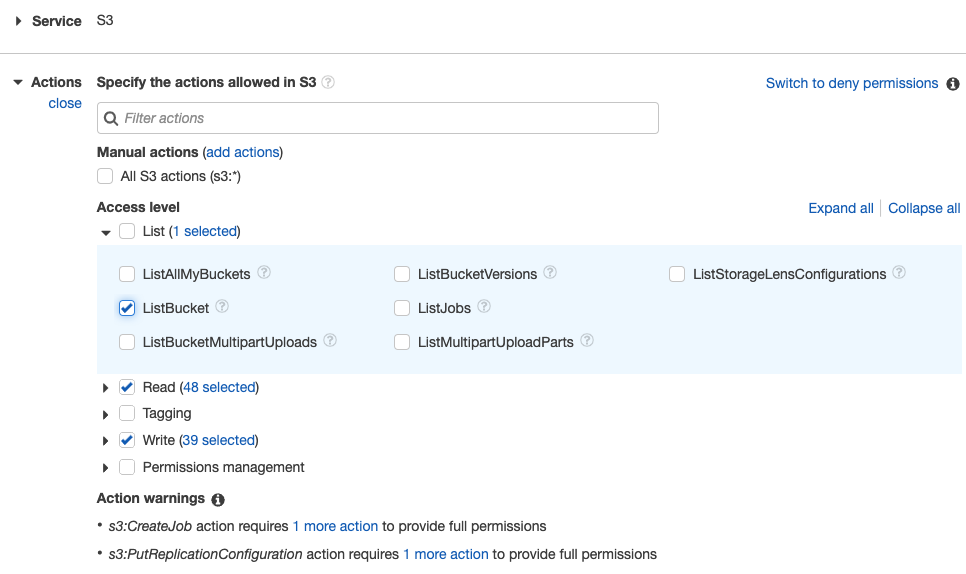 Service S3
Actions Specify the actions allowed in S3 ? Switch to deny permissions i
close
Filter actions
Manual actions (add actions)
All S3 actions (s3:*)
Access level Expand all Collapse all
List (1 selected)
ListAllMyBuckets ? ListBucketVersions ? ListStorageLensConfigurations ?
ListBucket ? ListJobs ?
ListBucketMultipartUploads ? ListMultipartUploadParts ?
Read (48 selected)
Tagging
Write (39 selected)
Permissions management
Action warnings i
• s3:CreateJob action requires 1 more action to provide full permissions
• s3:PutReplicationConfiguration action requires 1 more action to provide full permissions